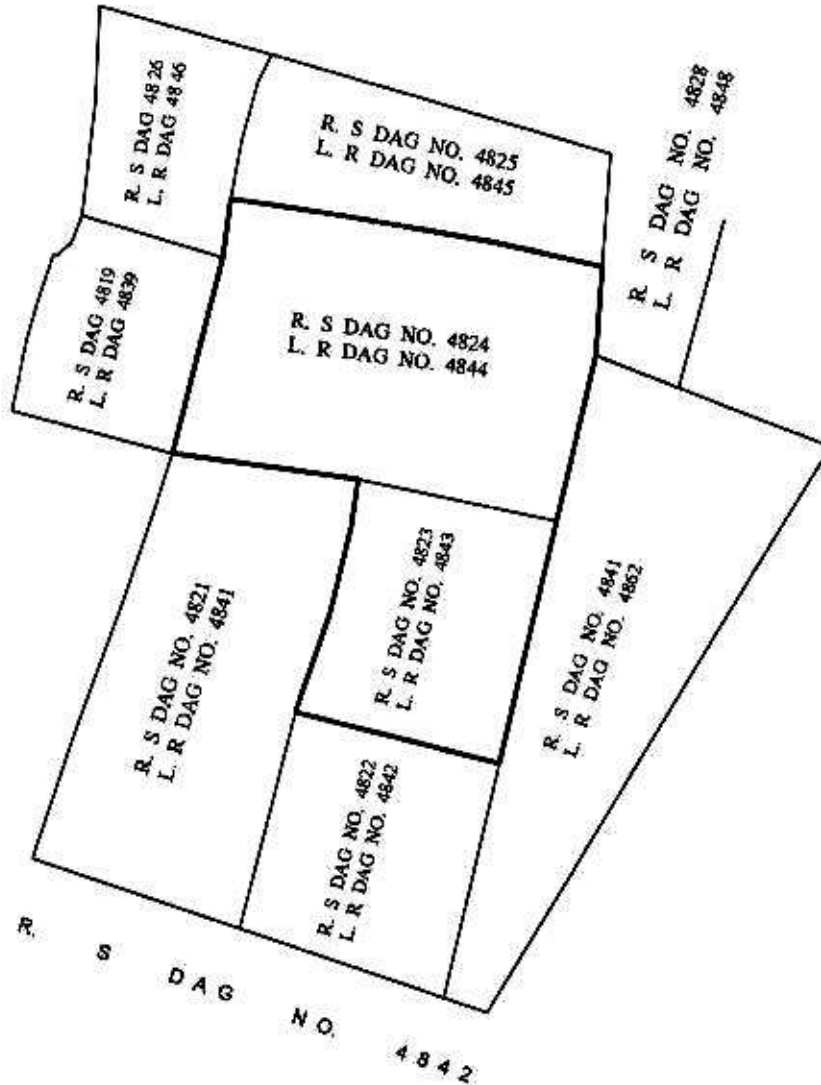 R. S DAG 4826
L. R DAG 4846
R. S DAG NO. 4825
L. R DAG NO. 4845
R S DAG NO. 4828
L R DAG NO. 4848
R. S DAG 4819
L. R DAG 4839
R. S DAG NO. 4824
L. R DAG NO. 4844
R. S DAG NO. 4821
L. R DAG NO. 4841
R. S DAG NO. 4823
L. R DAG NO. 4843
R. S DAG NO. 4841
L. R DAG NO. 4862
R. S DAG NO. 4822
L. R DAG NO. 4842
R. S DAG NO. 4842